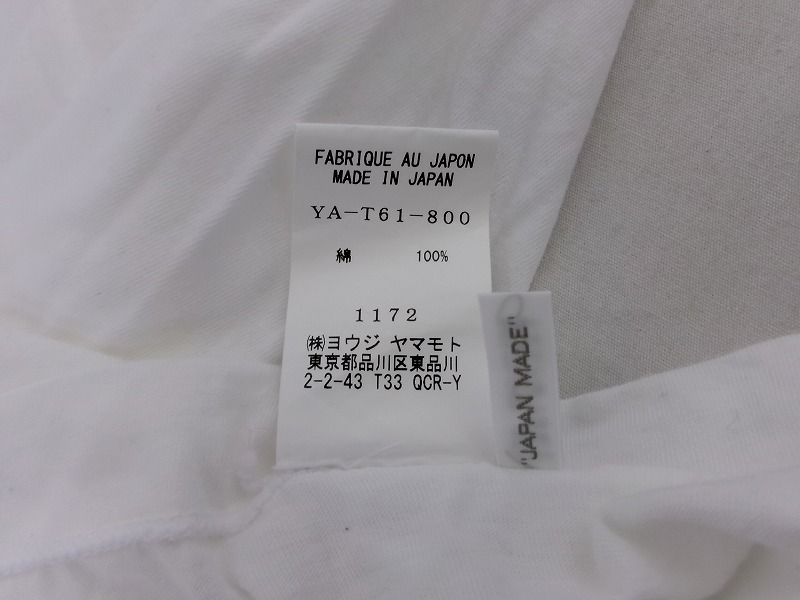 FABRIQUE AU JAPON
MADE IN JAPAN
YA-T61-800
綿 100%
1172
㈱ヨウジ ヤマモト
東京都品川区東品川
2-2-43 T33 QCR-Y
"JAPAN MADE"